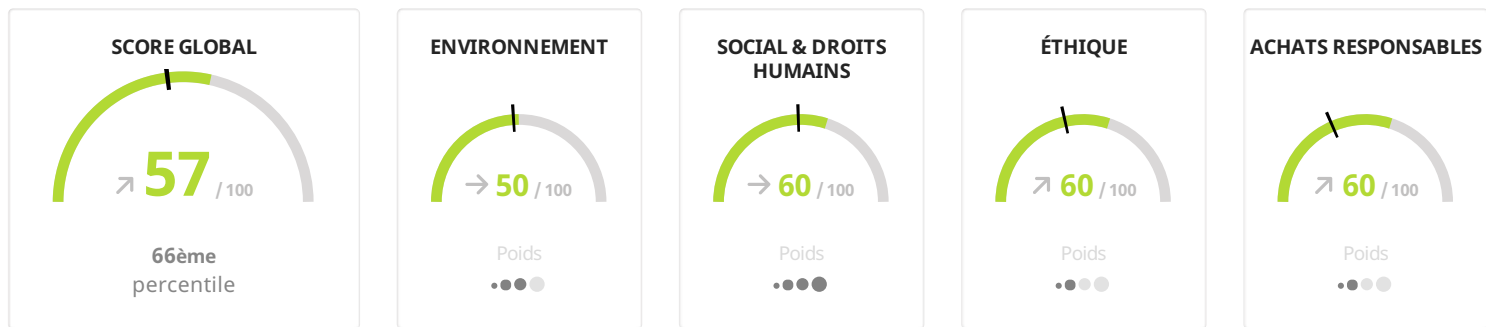 SCORE GLOBAL
57 / 100
66ème
percentile
ENVIRONNEMENT
50 / 100
Poids
SOCIAL & DROITS
HUMAINS
60 / 100
Poids
ÉTHIQUE
60 / 100
Poids
ACHATS RESPONSABLES
60 / 100
Poids